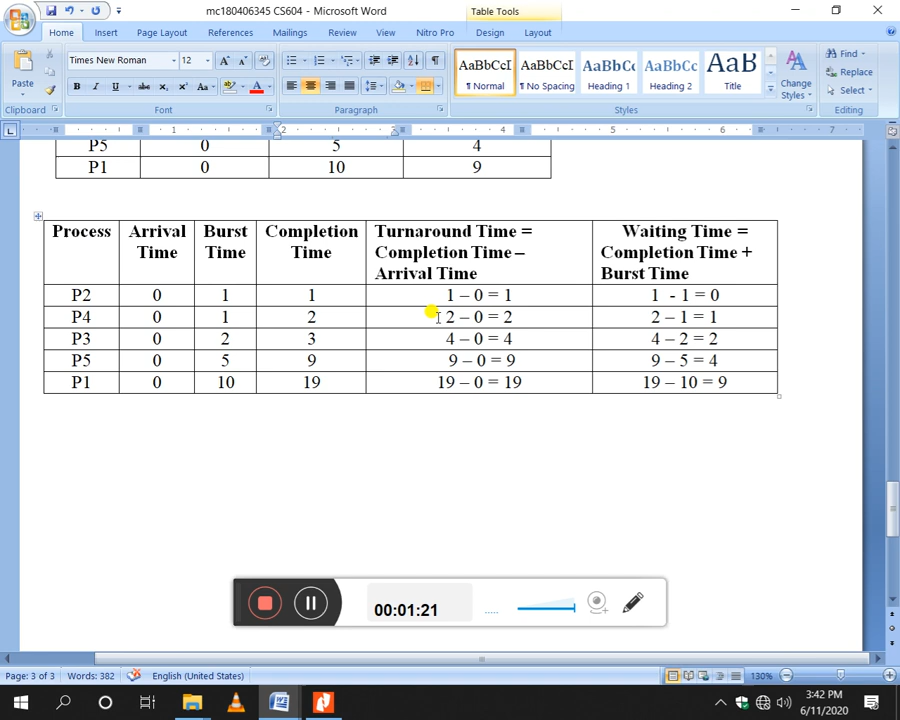 mc180406345 CS604 - Microsoft Word
Table Tools
Home Insert Page Layout References Mailings Review View Nitro Pro Design Layout
Times New Roman 12
Paste
AaBbCcI AaBbCcI AaBbCc AaBbCc AaB
¶ Normal ¶ No Spacing Heading 1 Heading 2 Title
Change Styles
Find
Replace
Select
Clipboard Font Paragraph Styles Editing
1 2 3 4 5 6 7
P5 0 5 4
P1 0 10 9
Process Arrival Burst Completion Turnaround Time = Waiting Time =
Time Time Time Completion Time – Completion Time +
Arrival Time Burst Time
P2 0 1 1 1 – 0 = 1 1 - 1 = 0
P4 0 1 2 2 – 0 = 2 2 – 1 = 1
P3 0 2 3 4 – 0 = 4 4 – 2 = 2
P5 0 5 9 9 – 0 = 9 9 – 5 = 4
P1 0 10 19 19 – 0 = 19 19 – 10 = 9
00:01:21
Page: 3 of 3 Words: 382 English (United States) 130%
3:42 PM
6/11/2020